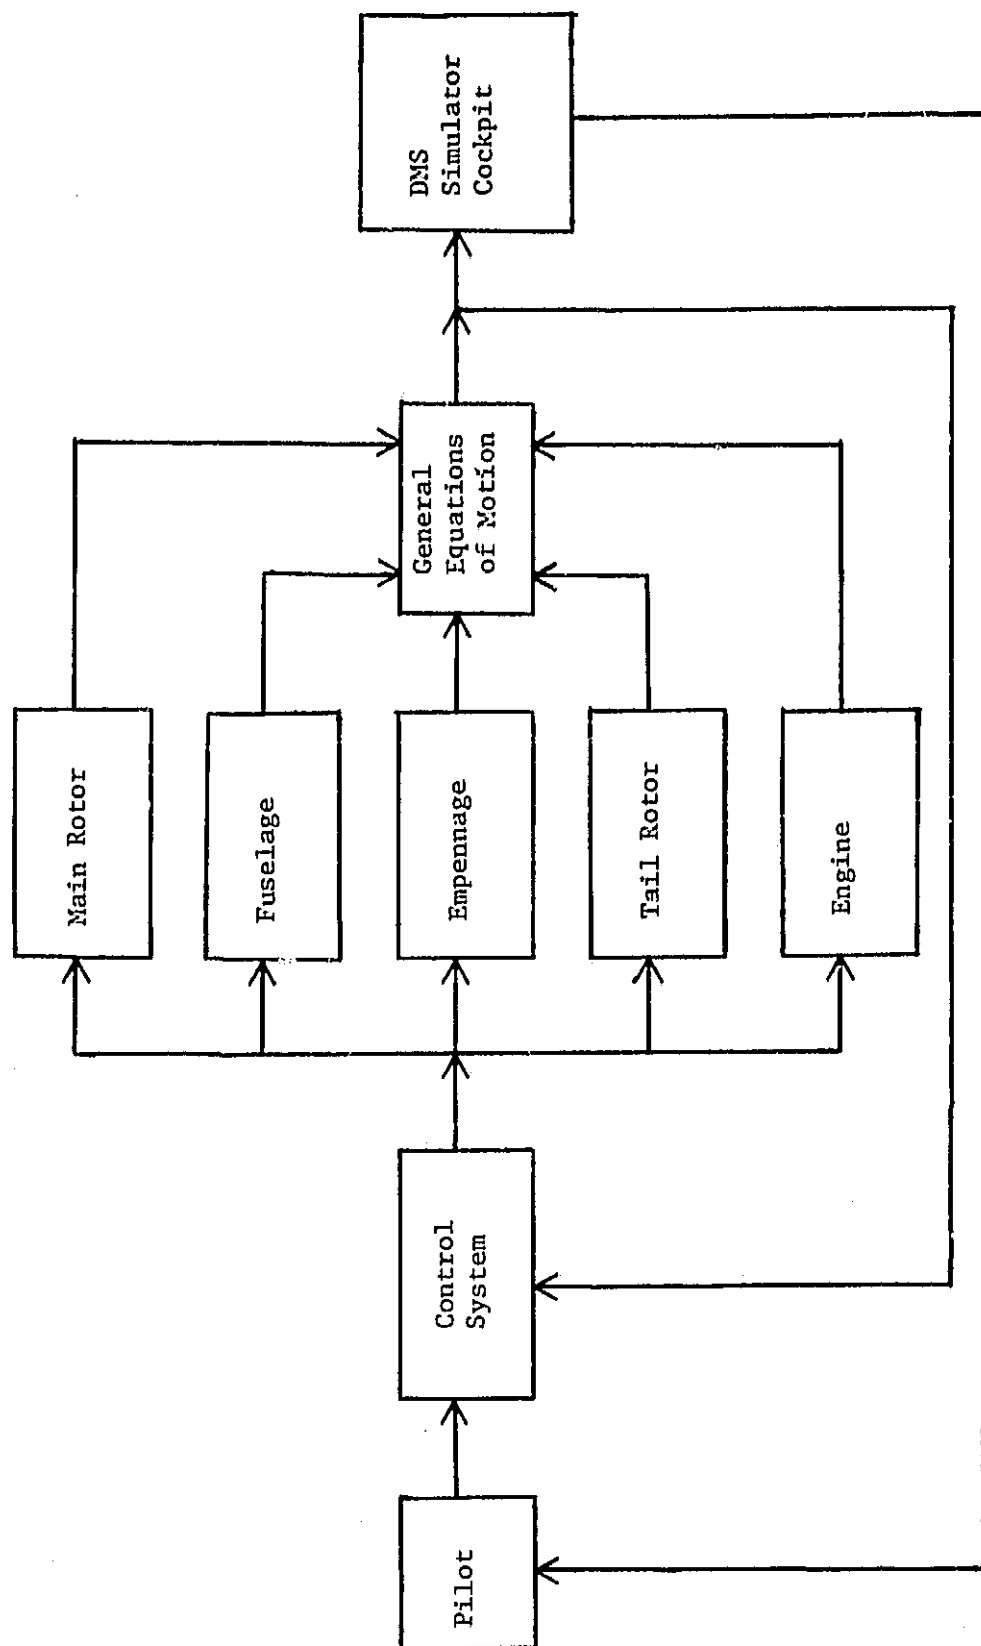 Pilot
Control
System
Main Rotor
Fuselage
Empennage
Tail Rotor
Engine
General
Equations
of Motion
DMS
Simulator
Cockpit